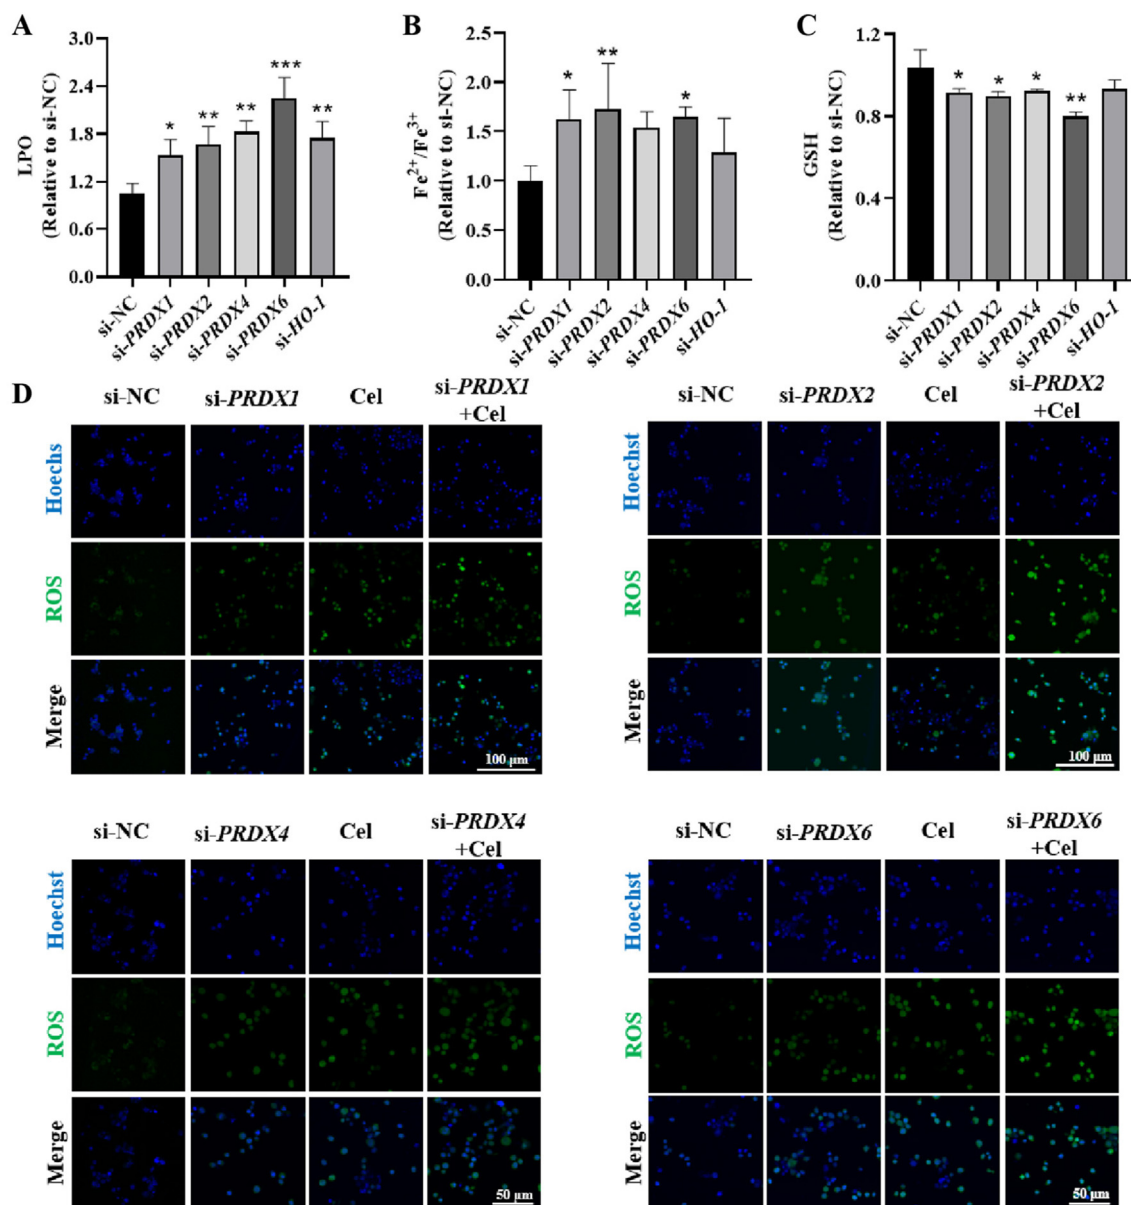 A
LPO
(Relative to si-NC)
3.0
2.4
1.8
1.2
0.6
0.0
*
**
**
***
**
si-NC
si-PRDX1
si-PRDX2
si-PRDX4
si-PRDX6
si-HO-1
B
Fe2+/Fe3+
(Relative to si-NC)
2.5
2.0
1.5
1.0
0.5
0.0
*
**
*
si-NC
si-PRDX1
si-PRDX2
si-PRDX4
si-PRDX6
si-HO-1
C
GSH
(Relative to si-NC)
1.2
0.8
0.4
0.0
*
*
*
**
si-NC
si-PRDX1
si-PRDX2
si-PRDX4
si-PRDX6
si-HO-1
D
si-NC si-PRDX1 Cel si-PRDX1
+Cel
Hoechs
ROS
Merge
100 μm
si-NC si-PRDX2 Cel si-PRDX2
+Cel
Hoechst
ROS
Merge
100 μm
si-NC si-PRDX4 Cel si-PRDX4
+Cel
Hoechst
ROS
Merge
50 μm
si-NC si-PRDX6 Cel si-PRDX6
+Cel
Hoechst
ROS
Merge
50 μm